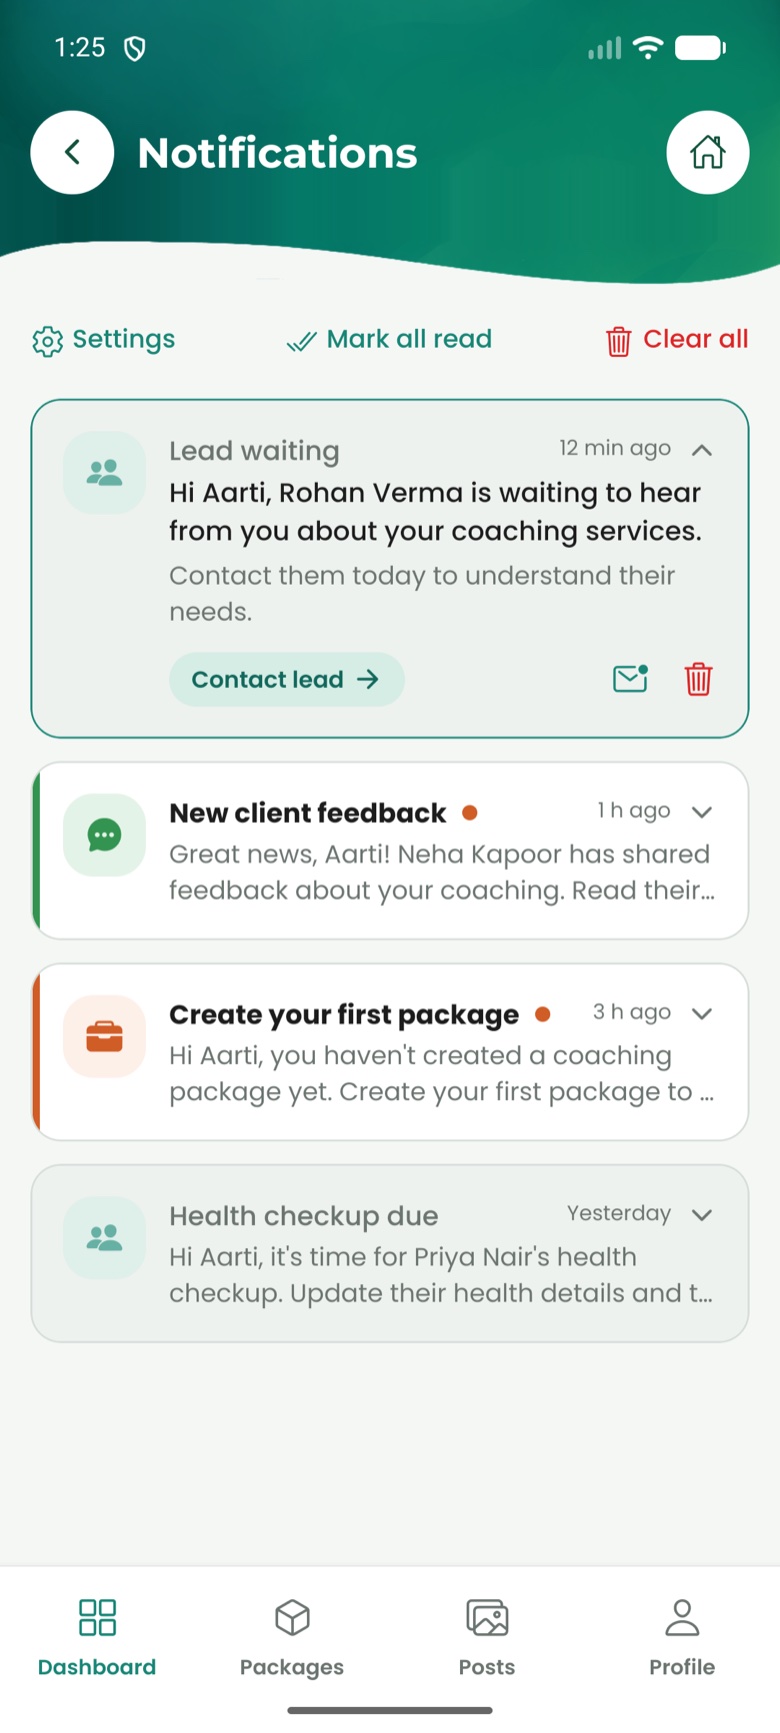 1:25
Notifications
Settings
Mark all read
Clear all
Lead waiting
12 min ago
Hi Aarti, Rohan Verma is waiting to hear
from you about your coaching services.
Contact them today to understand their
needs.
Contact lead →
New client feedback
1 h ago
Great news, Aarti! Neha Kapoor has shared
feedback about your coaching. Read their...
Create your first package
3 h ago
Hi Aarti, you haven't created a coaching
package yet. Create your first package to ...
Health checkup due
Yesterday
Hi Aarti, it's time for Priya Nair's health
checkup. Update their health details and t...
Dashboard
Packages
Posts
Profile